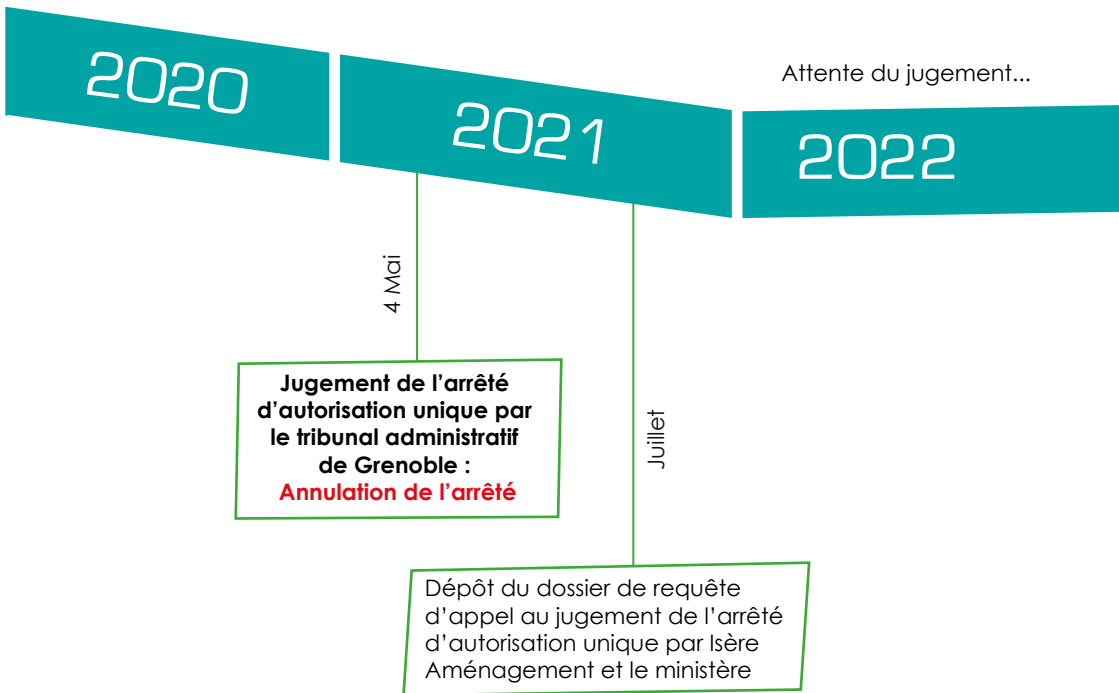 2020
2021
Attente du jugement...
2022
4 Mai
Jugement de l'arrêté
d'autorisation unique par
le tribunal administratif
de Grenoble :
Annulation de l'arrêté
Juillet
Dépôt du dossier de requête
d'appel au jugement de l'arrêté
d'autorisation unique par Isère
Aménagement et le ministère